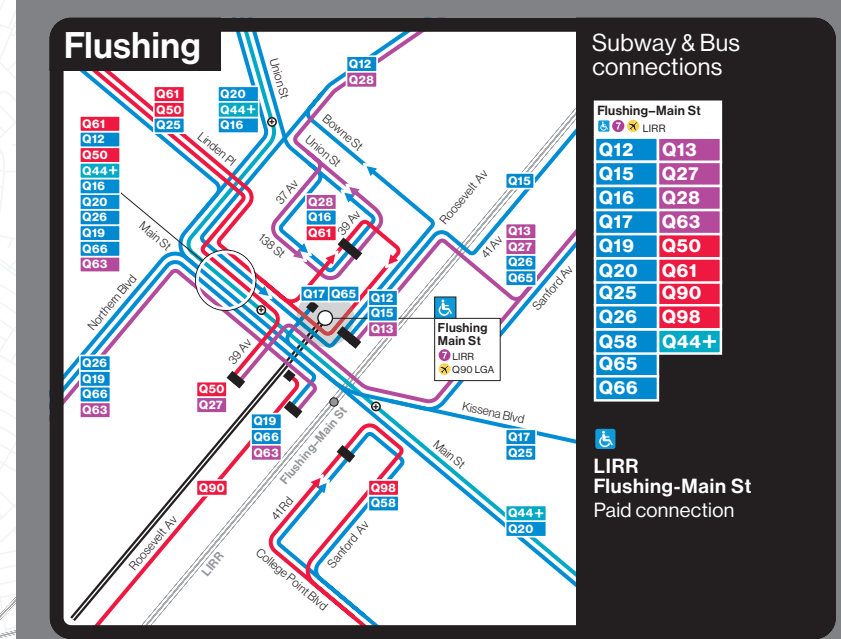 Flushing
Union St
Q12
Q28
Q61
Q50
Q25
Q20
Q44+
Q16
Q61
Q12
Q50
Q44+
Q16
Q20
Q26
Q19
Q66
Q63
Linden Pl
Bowne St
Union St
37 Av
Roosevelt Av
Q15
Q28
Q16
Q61
39 Av
138 St
Q13
Q27
Q26
Q65
41 Av
Sanford Av
Main St
Northern Blvd
Q17 Q65
Q12
Q15
Q13
Flushing
Main St
7 LIRR
Q90 LGA
39 Av
Q26
Q19
Q66
Q63
Q50
Q27
Q19
Q66
Q63
Flushing–Main St
Kissena Blvd
Q17
Q25
Main St
Q90
Q98
Q58
Q44+
Q20
41Rd
Sanford Av
Roosevelt Av
LIRR
College Point Blvd
Subway & Bus
connections
Flushing–Main St
7 LIRR
Q12 Q13
Q15 Q27
Q16 Q28
Q17 Q63
Q19 Q50
Q20 Q61
Q25 Q90
Q26 Q98
Q58 Q44+
Q65
Q66
LIRR
Flushing-Main St
Paid connection